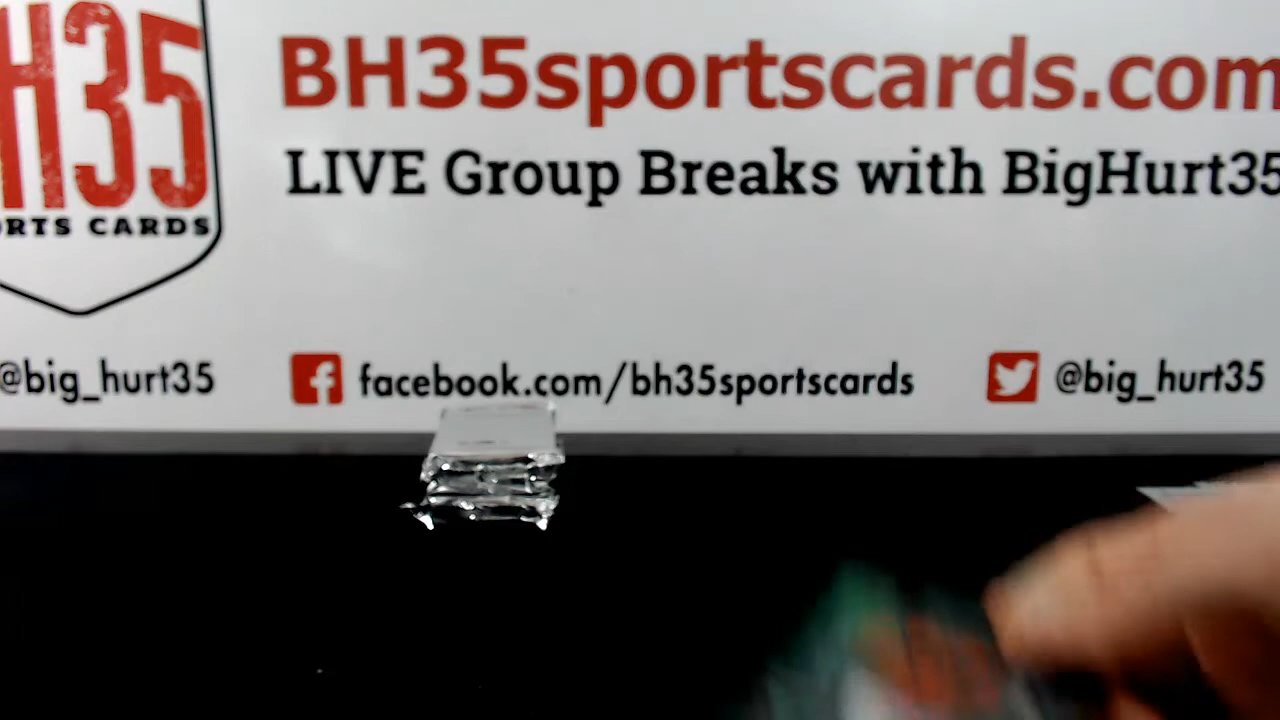 H35
RTS CARDS
BH35sportscards.com
LIVE Group Breaks with BigHurt35
@big_hurt35
facebook.com/bh35sportscards
@big_hurt35